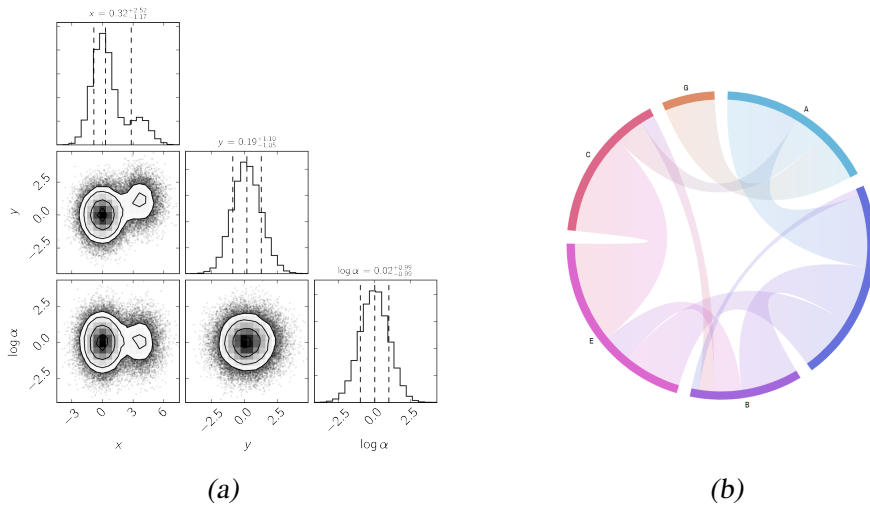 x = 0.32^{+2.52}_{-1.17}
y = 0.19^{+1.10}_{-1.05}
log α = 0.02^{+0.99}_{-0.99}
y
2.5
0.0
−2.5
log α
2.5
0.0
−2.5
−3 0 3 6
x
−2.5 0.0 2.5
y
−2.5 0.0 2.5
log α
G
A
C
E
B
(a)
(b)